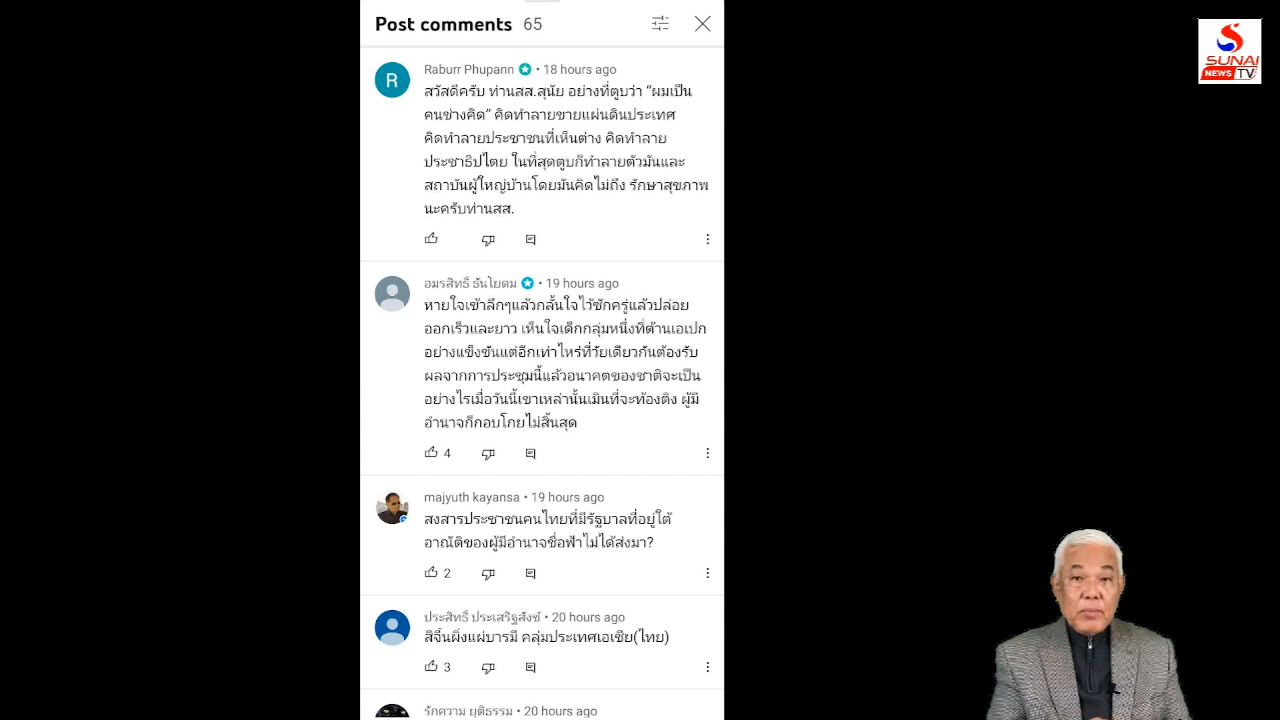 Post comments 65
SUNAI
NEWS TV
R
Raburr Phupann • 18 hours ago
สวัสดีครับ ท่านสส.สุนัย อย่างที่ตูบว่า “ผมเป็น
คนช่างคิด” คิดทำลายขายแผ่นดินประเทศ
คิดทำลายประชาชนที่เห็นต่าง คิดทำลาย
ประชาธิปไตย ในที่สุดตูบก็ทำลายตัวมันและ
สถาบันผู้ใหญ่บ้านโดยมันคิดไม่ถึง รักษาสุขภาพ
นะครับท่านสส.
อมรสิทธิ์ ธันโยดม • 19 hours ago
หายใจเข้าลึกๆแล้วกลั้นใจไว้ซักครู่แล้วปล่อย
ออกเร็วและยาว เห็นใจเด็กกลุ่มหนึ่งที่ต้านเอเปก
อย่างแข็งขันแต่อีกเท่าไหร่ที่วัยเดียวกันต้องรับ
ผลจากการประชุมนี้แล้วอนาคตของชาติจะเป็น
อย่างไรเมื่อวันนี้เขาเหล่านั้นเมินที่จะท้องติง ผู้มี
อำนาจก็กอบโกยไม่สิ้นสุด
4
majyuth kayansa • 19 hours ago
สงสารประชาชนคนไทยที่มีรัฐบาลที่อยู่ใต้
อาณัติของผู้มีอำนาจชื่อฟ้าไม่ได้ส่งมา?
2
ประสิทธิ์ ประเสริฐสังข์ • 20 hours ago
สีจิ้นผิ่งแผ่บารมี คลุ่มประเทศเอเชีย(ไทย)
3
รักความ ยุติธรรม • 20 hours ago